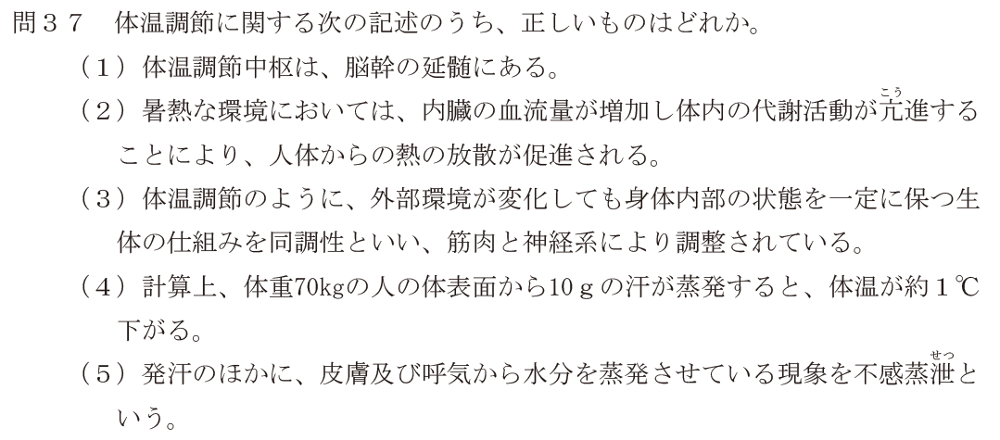 問３７　体温調節に関する次の記述のうち、正しいものはどれか。
（１）体温調節中枢は、脳幹の延髄にある。
こう
（２）暑熱な環境においては、内臓の血流量が増加し体内の代謝活動が亢進する
ことにより、人体からの熱の放散が促進される。
（３）体温調節のように、外部環境が変化しても身体内部の状態を一定に保つ生
体の仕組みを同調性といい、筋肉と神経系により調整されている。
（４）計算上、体重70kgの人の体表面から10ｇの汗が蒸発すると、体温が約１℃
下がる。
せつ
（５）発汗のほかに、皮膚及び呼気から水分を蒸発させている現象を不感蒸泄と
いう。